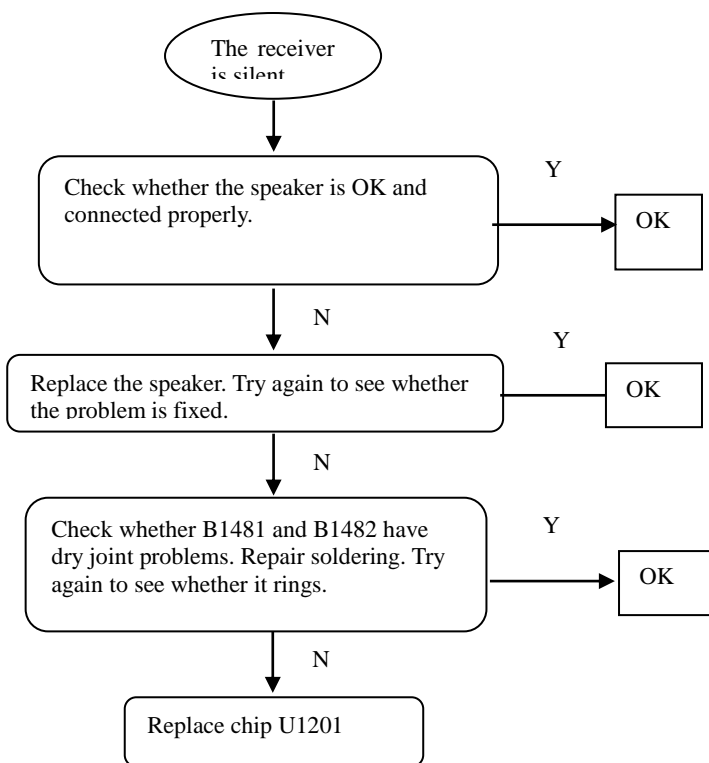 The receiver
is silent
Check whether the speaker is OK and
connected properly.
Y
OK
N
Replace the speaker. Try again to see whether
the problem is fixed.
Y
OK
N
Check whether B1481 and B1482 have
dry joint problems. Repair soldering. Try
again to see whether it rings.
Y
OK
N
Replace chip U1201